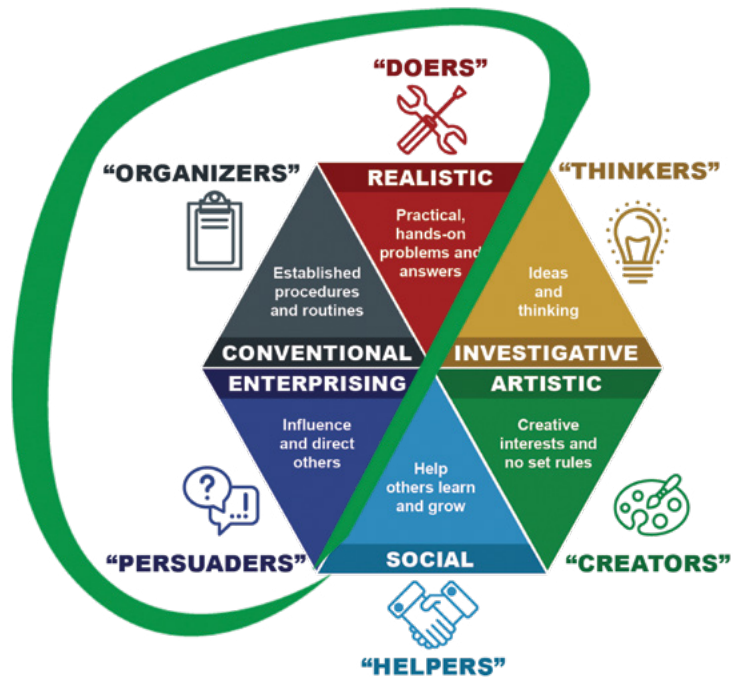 “DOERS”
“ORGANIZERS”
“THINKERS”
REALISTIC
Practical,
hands-on
problems and
answers
Established
procedures
and routines
Ideas
and
thinking
CONVENTIONAL
INVESTIGATIVE
ENTERPRISING
ARTISTIC
Influence
and direct
others
Help
others learn
and grow
Creative
interests and
no set rules
?
!
“PERSUADERS”
SOCIAL
“CREATORS”
“HELPERS”